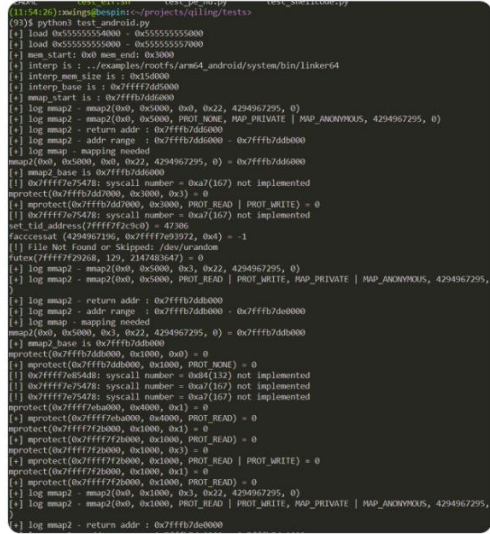 (11:54:26):xwings@bespin:<~/projects/qiling/tests>
(93)$ python3 test_android.py
[+] load 0x555555554000 - 0x555555555000
[+] load 0x555555555000 - 0x555555557000
[+] mem_start: 0x0 mem_end: 0x3000
[+] interp is : ../examples/rootfs/arm64_android/system/bin/linker64
[+] interp_mem_size is : 0x15d000
[+] interp_base is : 0x7ffff7dd5000
[+] mmap_start is : 0x7fffb7dd6000
[+] log mmap2 - mmap2(0x0, 0x5000, 0x0, 0x22, 4294967295, 0)
[+] log mmap2 - mmap2(0x0, 0x5000, PROT_NONE, MAP_PRIVATE | MAP_ANONYMOUS, 4294967295, 0)
[+] log mmap2 - return addr : 0x7fffb7dd6000
[+] log mmap2 - addr range  : 0x7fffb7dd6000 - 0x7fffb7ddb000
[+] log mmap - mapping needed
mmap2(0x0, 0x5000, 0x0, 0x22, 4294967295, 0) = 0x7fffb7dd6000
[+] mmap2_base is 0x7fffb7dd6000
[!] 0x7ffff7e75478: syscall number = 0xa7(167) not implemented
mprotect(0x7fffb7dd7000, 0x3000, 0x3) = 0
[+] mprotect(0x7fffb7dd7000, 0x3000, PROT_READ | PROT_WRITE) = 0
[!] 0x7ffff7e75478: syscall number = 0xa7(167) not implemented
set_tid_address(7ffff7f2c9c0) = 47306
facccessat (4294967196, 0x7ffff7e93972, 0x4) = -1
[!] File Not Found or Skipped: /dev/urandom
futex(7ffff7f29268, 129, 2147483647) = 0
[+] log mmap2 - mmap2(0x0, 0x5000, 0x3, 0x22, 4294967295, 0)
[+] log mmap2 - mmap2(0x0, 0x5000, PROT_READ | PROT_WRITE, MAP_PRIVATE | MAP_ANONYMOUS, 4294967295,
)
[+] log mmap2 - return addr : 0x7fffb7ddb000
[+] log mmap2 - addr range  : 0x7fffb7ddb000 - 0x7fffb7de0000
[+] log mmap - mapping needed
mmap2(0x0, 0x5000, 0x3, 0x22, 4294967295, 0) = 0x7fffb7ddb000
[+] mmap2_base is 0x7fffb7ddb000
mprotect(0x7fffb7ddb000, 0x1000, 0x0) = 0
[+] mprotect(0x7fffb7ddb000, 0x1000, PROT_NONE) = 0
[!] 0x7ffff7e854d8: syscall number = 0x84(132) not implemented
[!] 0x7ffff7e75478: syscall number = 0xa7(167) not implemented
[!] 0x7ffff7e75478: syscall number = 0xa7(167) not implemented
mprotect(0x7ffff7eba000, 0x4000, 0x1) = 0
[+] mprotect(0x7ffff7eba000, 0x4000, PROT_READ) = 0
mprotect(0x7ffff7f2b000, 0x1000, 0x1) = 0
[+] mprotect(0x7ffff7f2b000, 0x1000, PROT_READ) = 0
mprotect(0x7ffff7f2b000, 0x1000, 0x3) = 0
[+] mprotect(0x7ffff7f2b000, 0x1000, PROT_READ | PROT_WRITE) = 0
mprotect(0x7ffff7f2b000, 0x1000, 0x1) = 0
[+] mprotect(0x7ffff7f2b000, 0x1000, PROT_READ) = 0
[+] log mmap2 - mmap2(0x0, 0x1000, 0x3, 0x22, 4294967295, 0)
[+] log mmap2 - mmap2(0x0, 0x1000, PROT_READ | PROT_WRITE, MAP_PRIVATE | MAP_ANONYMOUS, 4294967295,
)
[+] log mmap2 - return addr : 0x7fffb7de0000